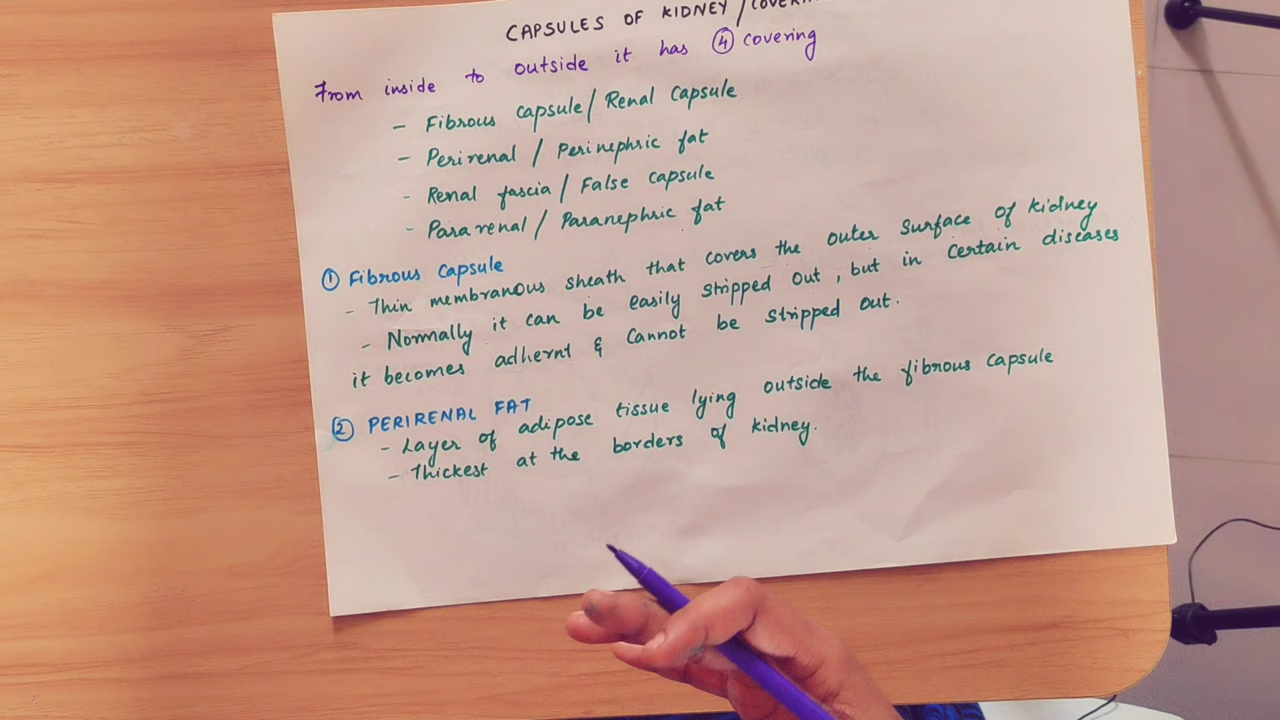 CAPSULES OF KIDNEY /
From inside to outside it has ④ covering
- Fibrous capsule / Renal capsule
- Perirenal / Perinephric fat
- Renal fascia / False capsule
- Pararenal / Paranephric fat
① Fibrous capsule
- Thin membranous sheath that covers the outer surface of kidney
- Normally it can be easily stripped out, but in certain diseases
it becomes adhernt & cannot be stripped out.
② PERIRENAL FAT
- Layer of adipose tissue lying outside the fibrous capsule
- Thickest at the borders of kidney.